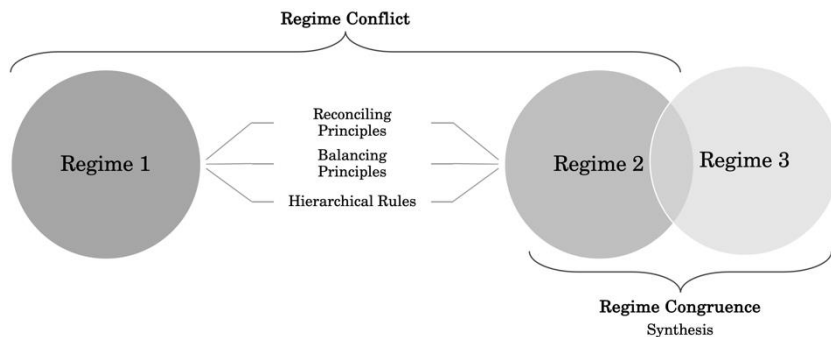 Regime Conflict
Regime 1
Reconciling
Principles
Balancing
Principles
Hierarchical Rules
Regime 2
Regime 3
Regime Congruence
Synthesis